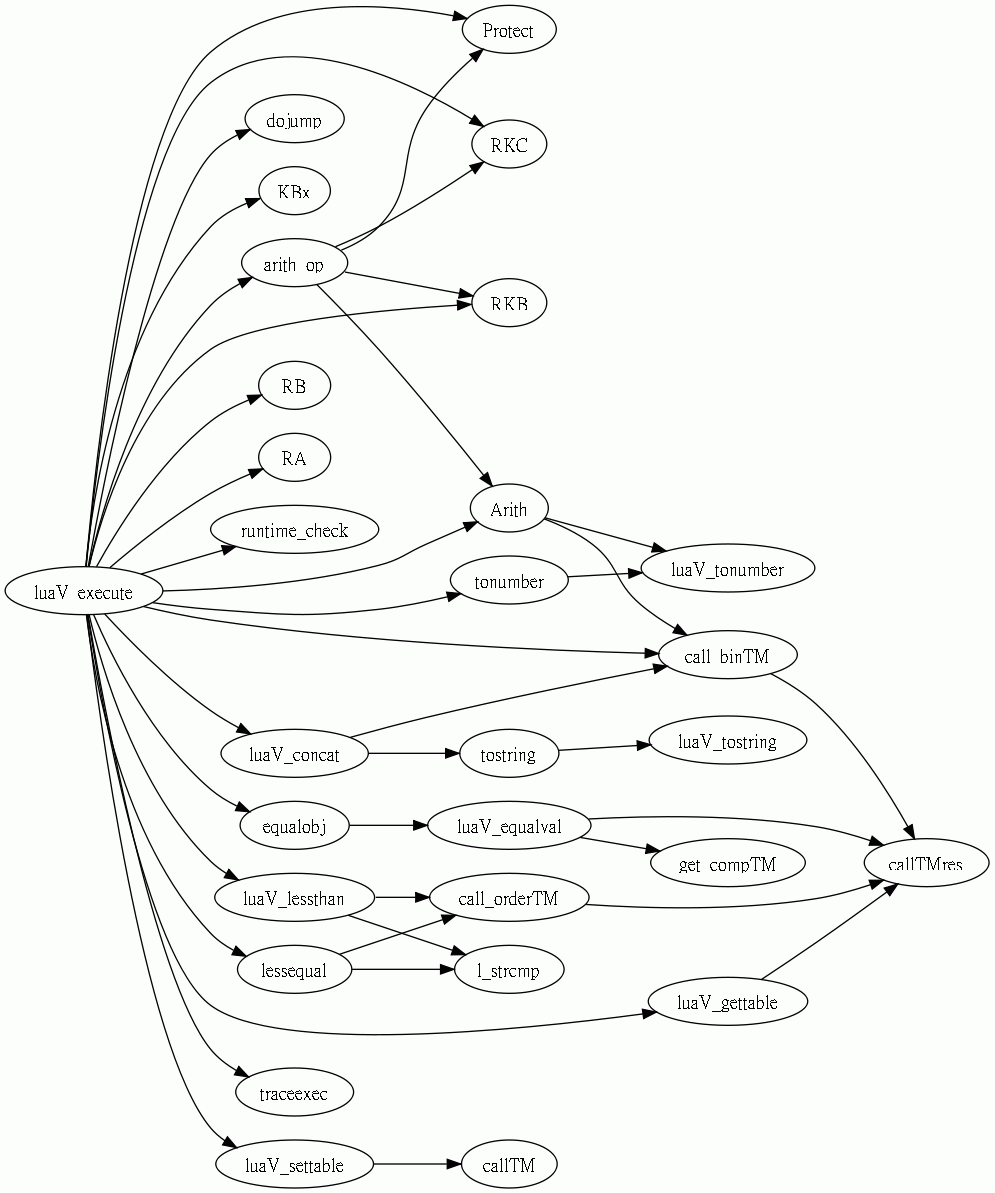 Protect
dojump
RKC
KBx
arith_op
RKB
RB
RA
runtime_check
Arith
luaV_execute
tonumber
luaV_tonumber
call_binTM
luaV_concat
tostring
luaV_tostring
equalobj
luaV_equalval
get_compTM
callTMres
luaV_lessthan
call_orderTM
lessequal
l_strcmp
luaV_gettable
traceexec
luaV_settable
callTM